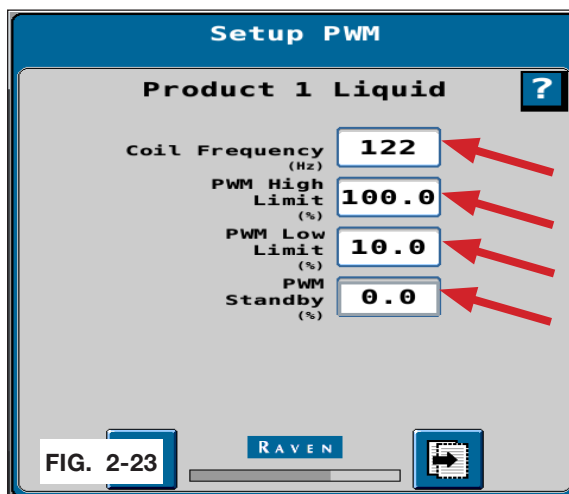 Setup PWM
Product 1 Liquid
?
Coil Frequency
(Hz)
122
PWM High
Limit
(%)
100.0
PWM Low
Limit
(%)
10.0
PWM
Standby
(%)
0.0
RAVEN
FIG. 2-23